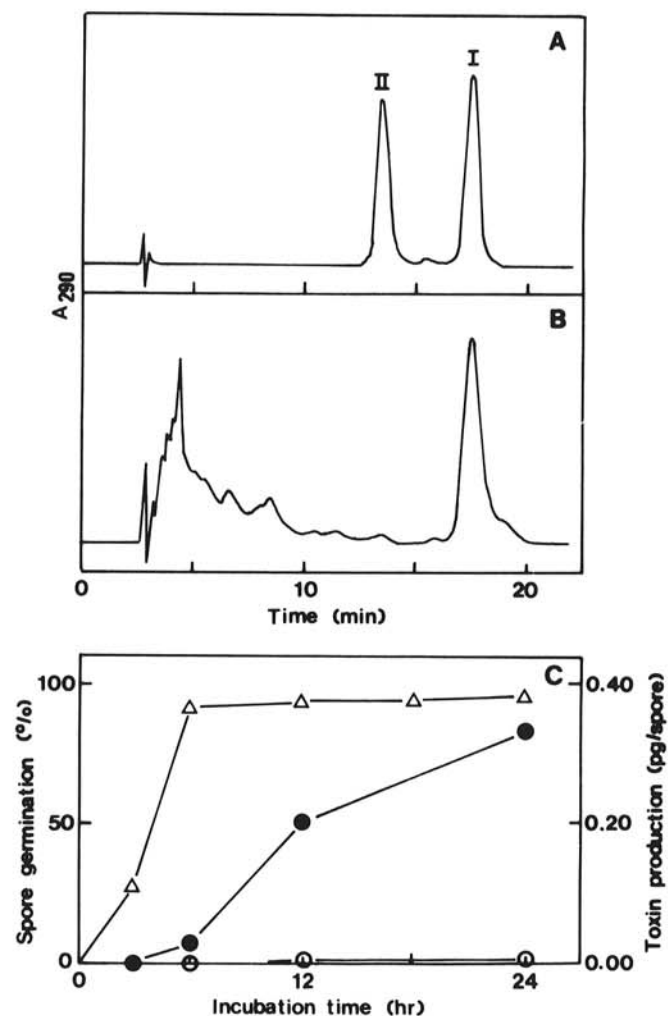 A
II
I
A290
B
0
10
20
Time (min)
C
100
50
0
Spore germination (%)
0.40
0.20
0.00
Toxin production (pg/spore)
0
12
24
Incubation time (hr)